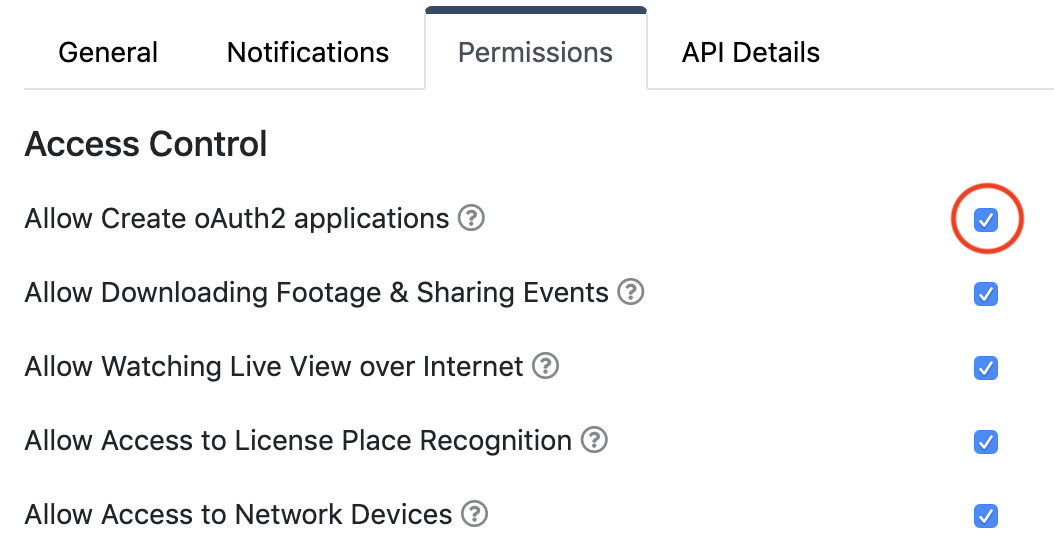 General Notifications Permissions API Details
Access Control
Allow Create oAuth2 applications ?
Allow Downloading Footage & Sharing Events ?
Allow Watching Live View over Internet ?
Allow Access to License Place Recognition ?
Allow Access to Network Devices ?